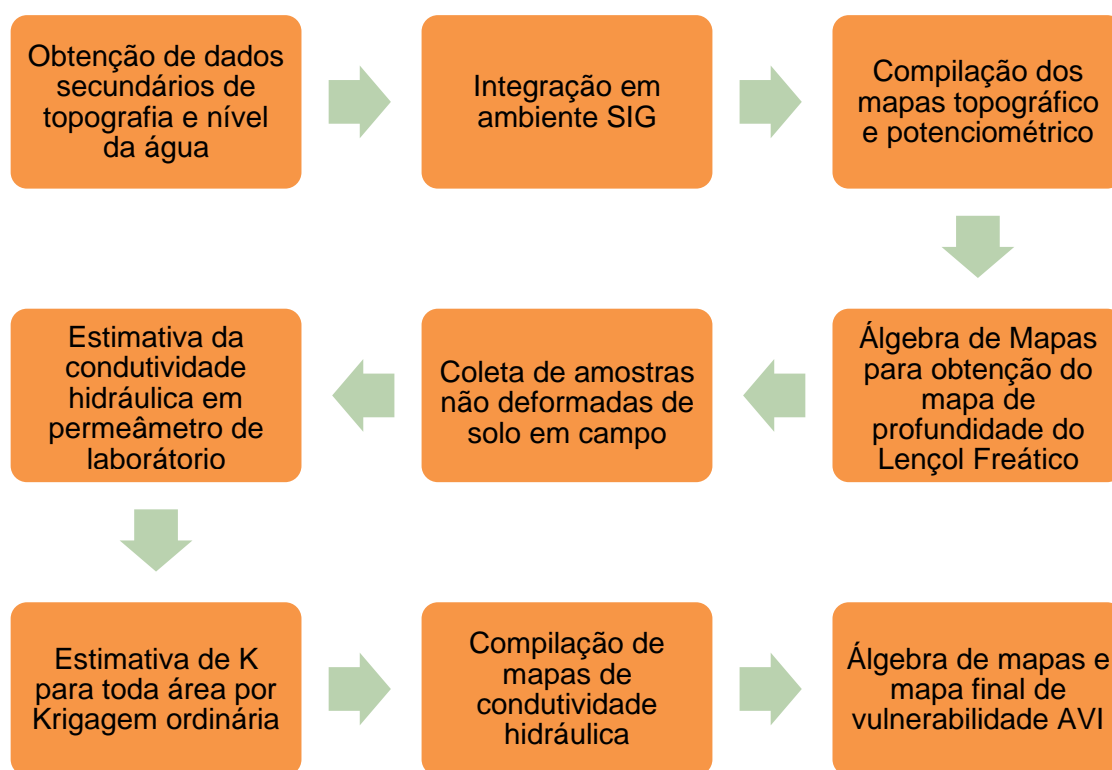 Obtenção de dados
secundários de
topografia e nível
da água
Integração em
ambiente SIG
Compilação dos
mapas topográfico
e potenciométrico
Álgebra de Mapas
para obtenção do
mapa de
profundidade do
Lençol Freático
Coleta de amostras
não deformadas de
solo em campo
Estimativa da
condutividade
hidráulica em
permeâmetro de
laborátorio
Estimativa de K
para toda área por
Krigagem ordinária
Compilação de
mapas de
condutividade
hidráulica
Álgebra de mapas e
mapa final de
vulnerabilidade AVI